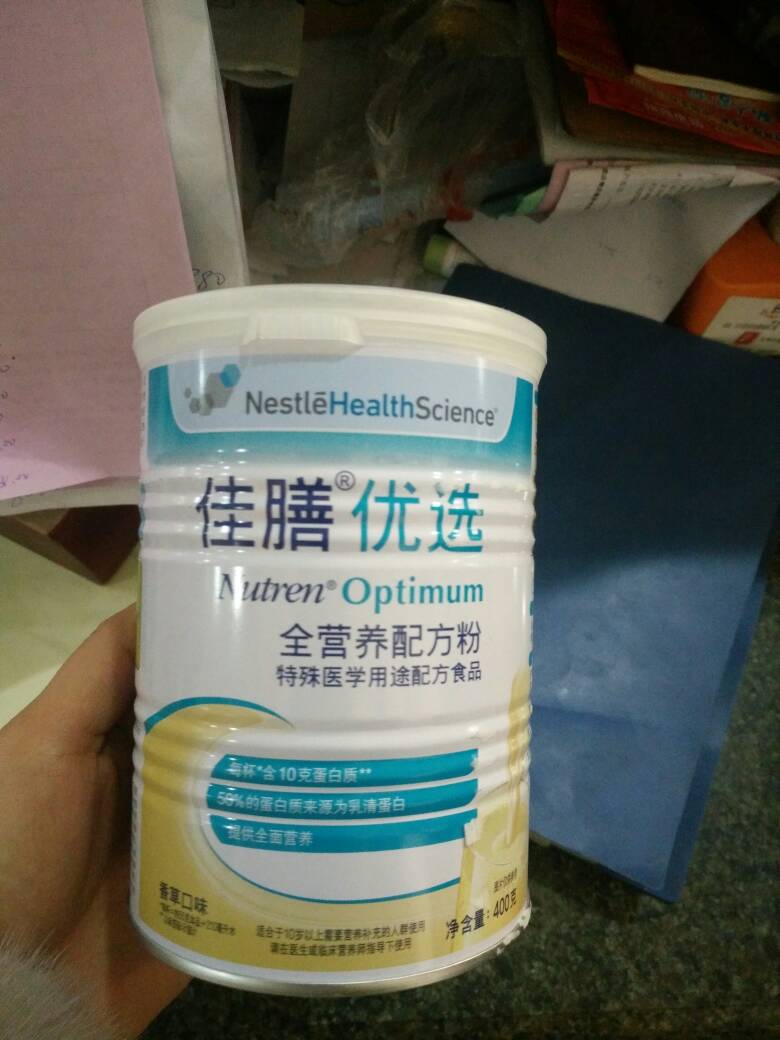 NestléHealthScience
佳膳®优选
Nutren® Optimum
全营养配方粉
特殊医学用途配方食品
每杯*含10克蛋白质**
50%的蛋白质来源为乳清蛋白
提供全面营养
香草口味
适合于10岁以上需要营养补充的人群使用
请在医生或临床营养师指导下使用
净含量：400克